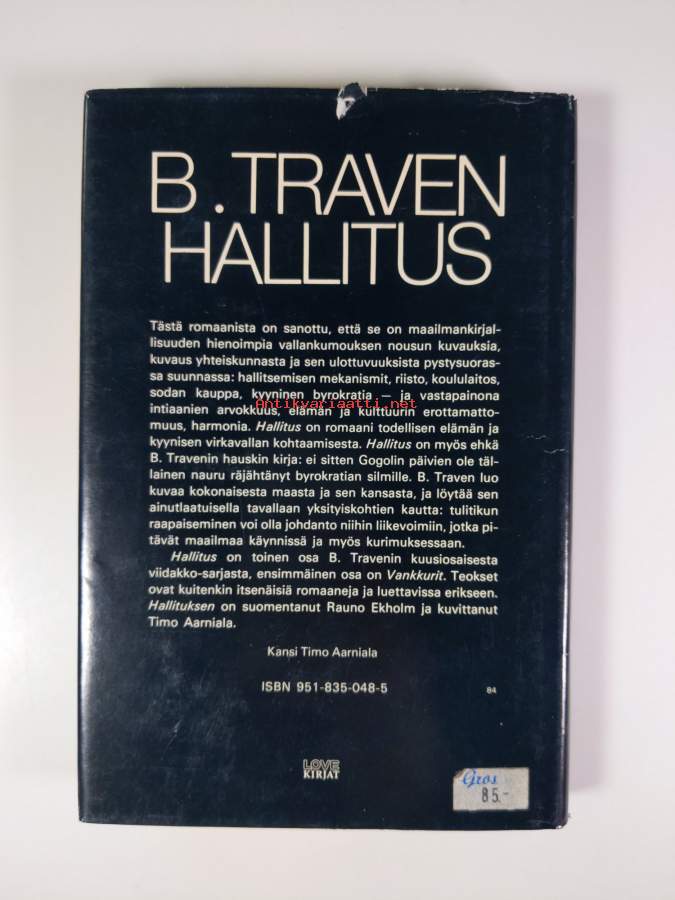 B. TRAVEN
HALLITUS
Tästä romaanista on sanottu, että se on maailmankirjal-
lisuuden hienoimpia vallankumouksen nousun kuvauksia,
kuvaus yhteiskunnasta ja sen ulottuvuuksista pystysuoras-
sa suunnassa: hallitsemisen mekanismit, riisto, koululaitos,
sodan kauppa, kyyninen byrokratia — ja vastapainona
Antikvariaatti.net
intiaanien arvokkuus, elämän ja kulttuurin erottamatto-
muus, harmonia. Hallitus on romaani todellisen elämän ja
kyynisen virkavallan kohtaamisesta. Hallitus on myös ehkä
B. Travenin hauskin kirja: ei sitten Gogolin päivien ole täl-
lainen nauru räjähtänyt byrokratian silmille. B. Traven luo
kuvaa kokonaisesta maasta ja sen kansasta, ja löytää sen
ainutlaatuisella tavallaan yksityiskohtien kautta: tulitikun
raapaiseminen voi olla johdanto niihin liikevoimiin, jotka pi-
tävät maailmaa käynnissä ja myös kurimuksessaan.
Hallitus on toinen osa B. Travenin kuusiosaisesta
viidakko-sarjasta, ensimmäinen osa on Vankkurit. Teokset
ovat kuitenkin itsenäisiä romaaneja ja luettavissa erikseen.
Hallituksen on suomentanut Rauno Ekholm ja kuvittanut
Timo Aarniala.
Kansi Timo Aarniala
ISBN 951-835-048-5
84
LOVE
KIRJAT
Gros
85.-